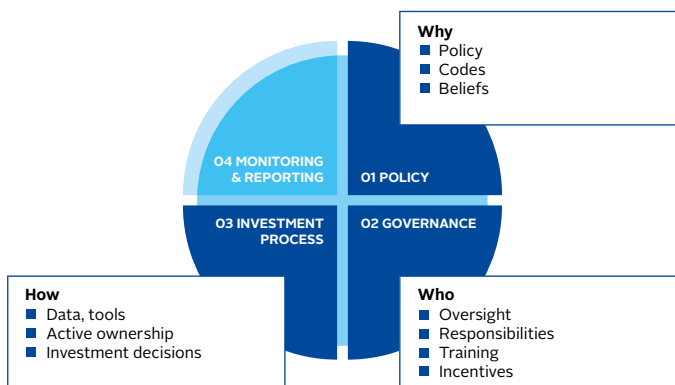 Why
Policy
Codes
Beliefs
04 MONITORING
& REPORTING
01 POLICY
03 INVESTMENT
PROCESS
02 GOVERNANCE
How
Data, tools
Active ownership
Investment decisions
Who
Oversight
Responsibilities
Training
Incentives